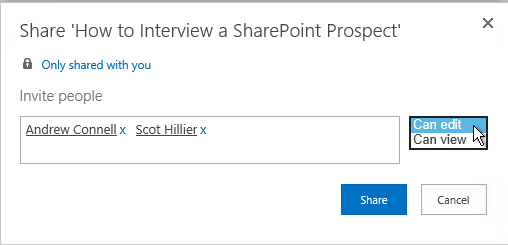 Share 'How to Interview a SharePoint Prospect'
Only shared with you
Invite people
Andrew Connell x Scot Hillier x
Can edit
Can view
Share Cancel